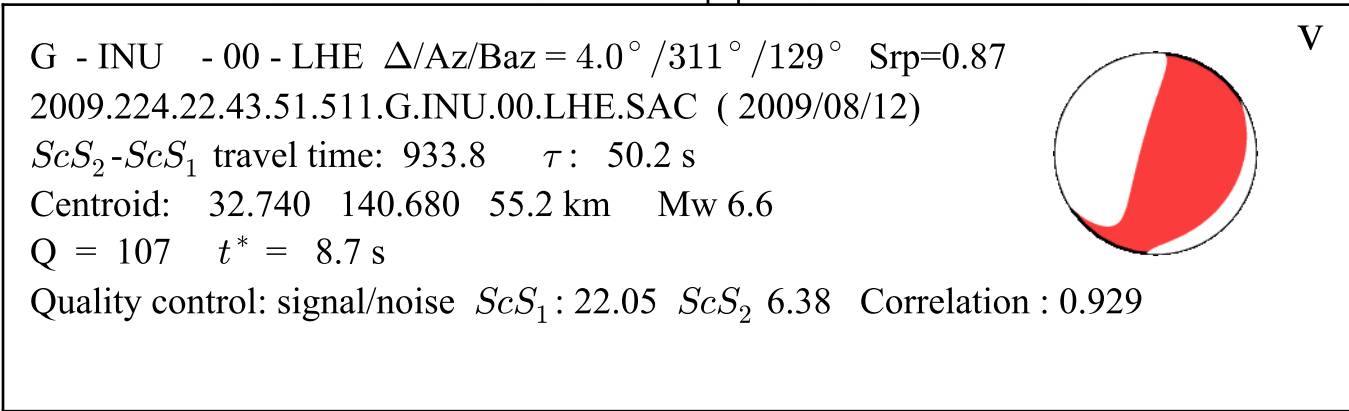 V
G - INU - 00 - LHE Δ/Az/Baz = 4.0°/311°/129° Srp=0.87
2009.224.22.43.51.511.G.INU.00.LHE.SAC ( 2009/08/12)
ScS₂-ScS₁ travel time: 933.8 τ: 50.2 s
Centroid: 32.740 140.680 55.2 km Mw 6.6
Q = 107 t* = 8.7 s
Quality control: signal/noise ScS₁: 22.05 ScS₂ 6.38 Correlation : 0.929